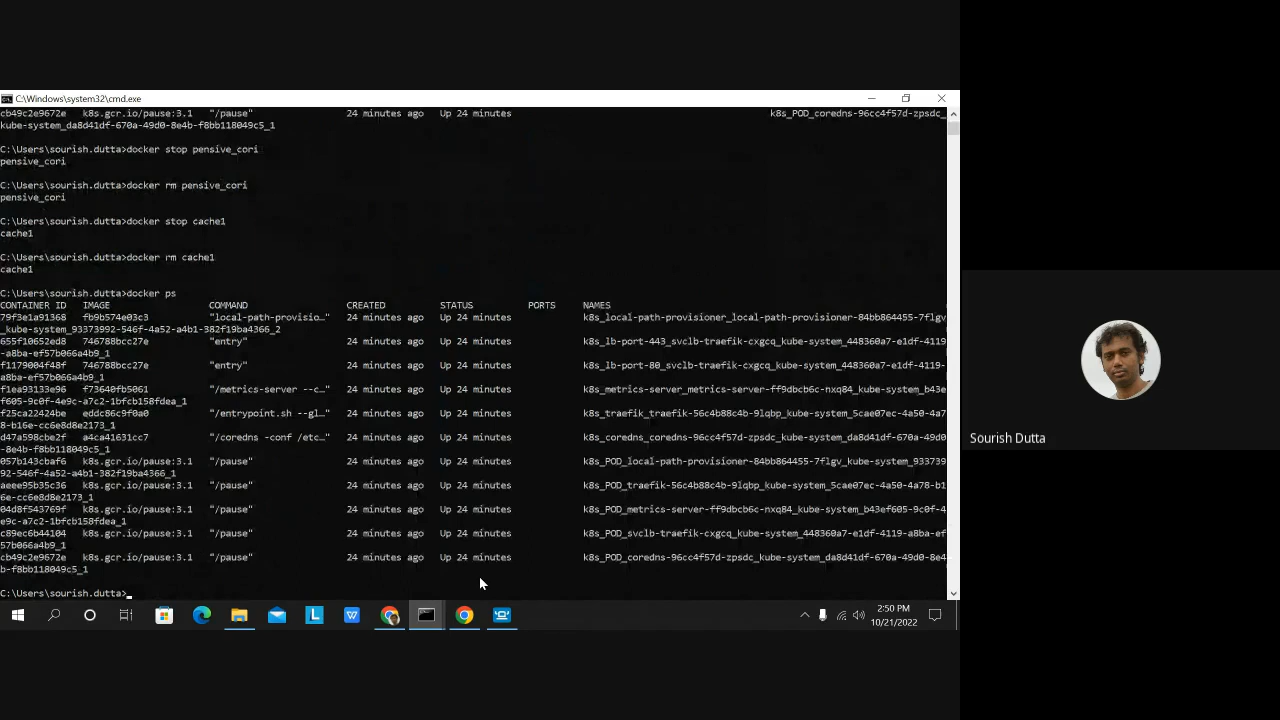 C:\Windows\system32\cmd.exe
cb49c2e9672e k8s.gcr.io/pause:3.1 "/pause" 24 minutes ago Up 24 minutes k8s_POD_coredns-96cc4f57d-zpsdc_
kube-system_da8d41df-670a-49d0-8e4b-f8bb118049c5_1
C:\Users\sourish.dutta>docker stop pensive_cori
pensive_cori
C:\Users\sourish.dutta>docker rm pensive_cori
pensive_cori
C:\Users\sourish.dutta>docker stop cache1
cache1
C:\Users\sourish.dutta>docker rm cache1
cache1
C:\Users\sourish.dutta>docker ps
CONTAINER ID IMAGE COMMAND CREATED STATUS PORTS NAMES
79f3e1a91368 fb9b574e03c3 "local-path-provisio…" 24 minutes ago Up 24 minutes k8s_local-path-provisioner_local-path-provisioner-84bb864455-7flgv
_kube-system_93373992-546f-4a52-a4b1-382f19ba4366_2
655f10652ed8 746788bcc27e "entry" 24 minutes ago Up 24 minutes k8s_lb-port-443_svclb-traefik-cxgcq_kube-system_448360a7-e1df-4119
-a8ba-ef57b066a4b9_1
f1179004f48f 746788bcc27e "entry" 24 minutes ago Up 24 minutes k8s_lb-port-80_svclb-traefik-cxgcq_kube-system_448360a7-e1df-4119-
a8ba-ef57b066a4b9_1
f1ea93133e96 f73640fb5061 "/metrics-server --c…" 24 minutes ago Up 24 minutes k8s_metrics-server_metrics-server-ff9dbcb6c-nxq84_kube-system_b43e
f605-9c0f-4e9c-a7c2-1bfcb158fdea_1
f25ca22424be eddc86c9f0a0 "/entrypoint.sh --gl…" 24 minutes ago Up 24 minutes k8s_traefik_traefik-56c4b88c4b-9lqbp_kube-system_5cae07ec-4a50-4a7
8-b16e-cc6e8d8e2173_1
d47a598cbe2f a4ca41631cc7 "/coredns -conf /etc…" 24 minutes ago Up 24 minutes k8s_coredns_coredns-96cc4f57d-zpsdc_kube-system_da8d41df-670a-49d0
-8e4b-f8bb118049c5_1
057b143cbaf6 k8s.gcr.io/pause:3.1 "/pause" 24 minutes ago Up 24 minutes k8s_POD_local-path-provisioner-84bb864455-7flgv_kube-system_933739
92-546f-4a52-a4b1-382f19ba4366_1
aeee95b35c36 k8s.gcr.io/pause:3.1 "/pause" 24 minutes ago Up 24 minutes k8s_POD_traefik-56c4b88c4b-9lqbp_kube-system_5cae07ec-4a50-4a78-b1
6e-cc6e8d8e2173_1
04d8f543769f k8s.gcr.io/pause:3.1 "/pause" 24 minutes ago Up 24 minutes k8s_POD_metrics-server-ff9dbcb6c-nxq84_kube-system_b43ef605-9c0f-4
e9c-a7c2-1bfcb158fdea_1
c89ec6b44104 k8s.gcr.io/pause:3.1 "/pause" 24 minutes ago Up 24 minutes k8s_POD_svclb-traefik-cxgcq_kube-system_448360a7-e1df-4119-a8ba-ef
57b066a4b9_1
cb49c2e9672e k8s.gcr.io/pause:3.1 "/pause" 24 minutes ago Up 24 minutes k8s_POD_coredns-96cc4f57d-zpsdc_kube-system_da8d41df-670a-49d0-8e4
b-f8bb118049c5_1
C:\Users\sourish.dutta>
Sourish Dutta
2:50 PM
10/21/2022